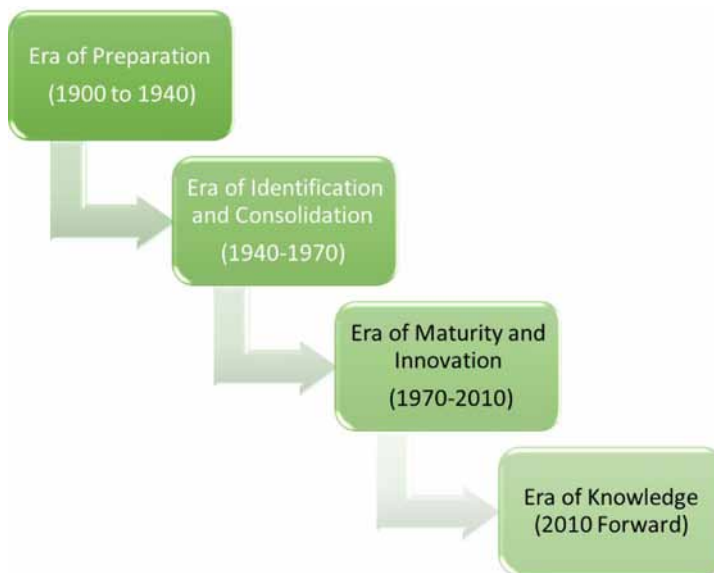 Era of Preparation
(1900 to 1940)
Era of Identification
and Consolidation
(1940-1970)
Era of Maturity and
Innovation
(1970-2010)
Era of Knowledge
(2010 Forward)